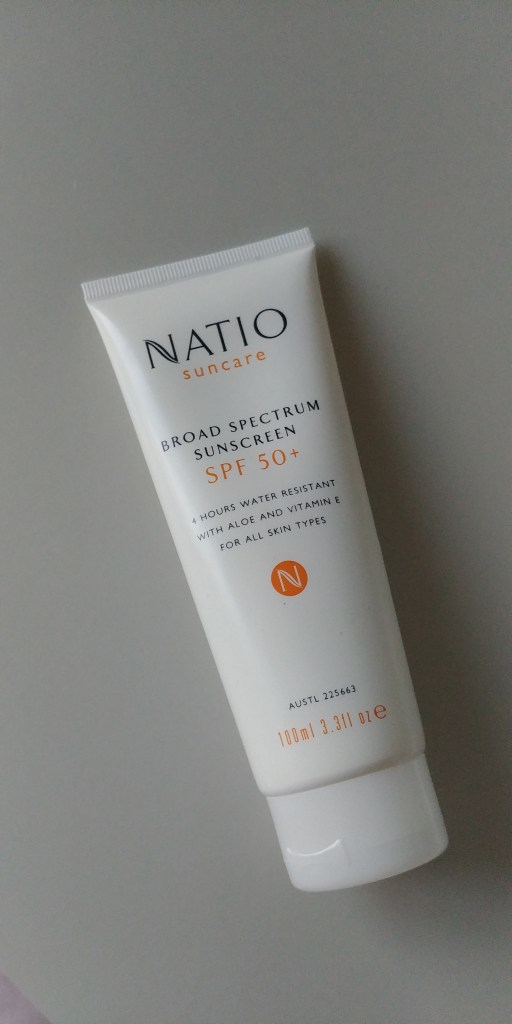 NATIO
suncare
BROAD SPECTRUM
SUNSCREEN
SPF 50+
4 HOURS WATER RESISTANT
WITH ALOE AND VITAMIN E
FOR ALL SKIN TYPES
N
AUSTL 225663
100ml 3.3fl oz e